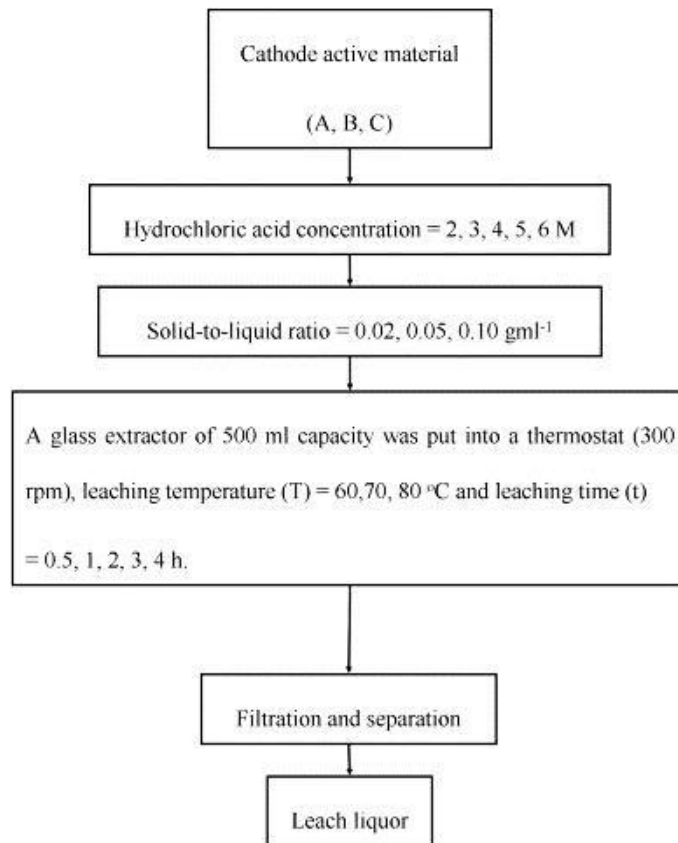 Cathode active material
(A, B, C)
Hydrochloric acid concentration = 2, 3, 4, 5, 6 M
Solid-to-liquid ratio = 0.02, 0.05, 0.10 gml⁻¹
A glass extractor of 500 ml capacity was put into a thermostat (300
rpm), leaching temperature (T) = 60,70, 80 ºC and leaching time (t)
= 0.5, 1, 2, 3, 4 h.
Filtration and separation
Leach liquor